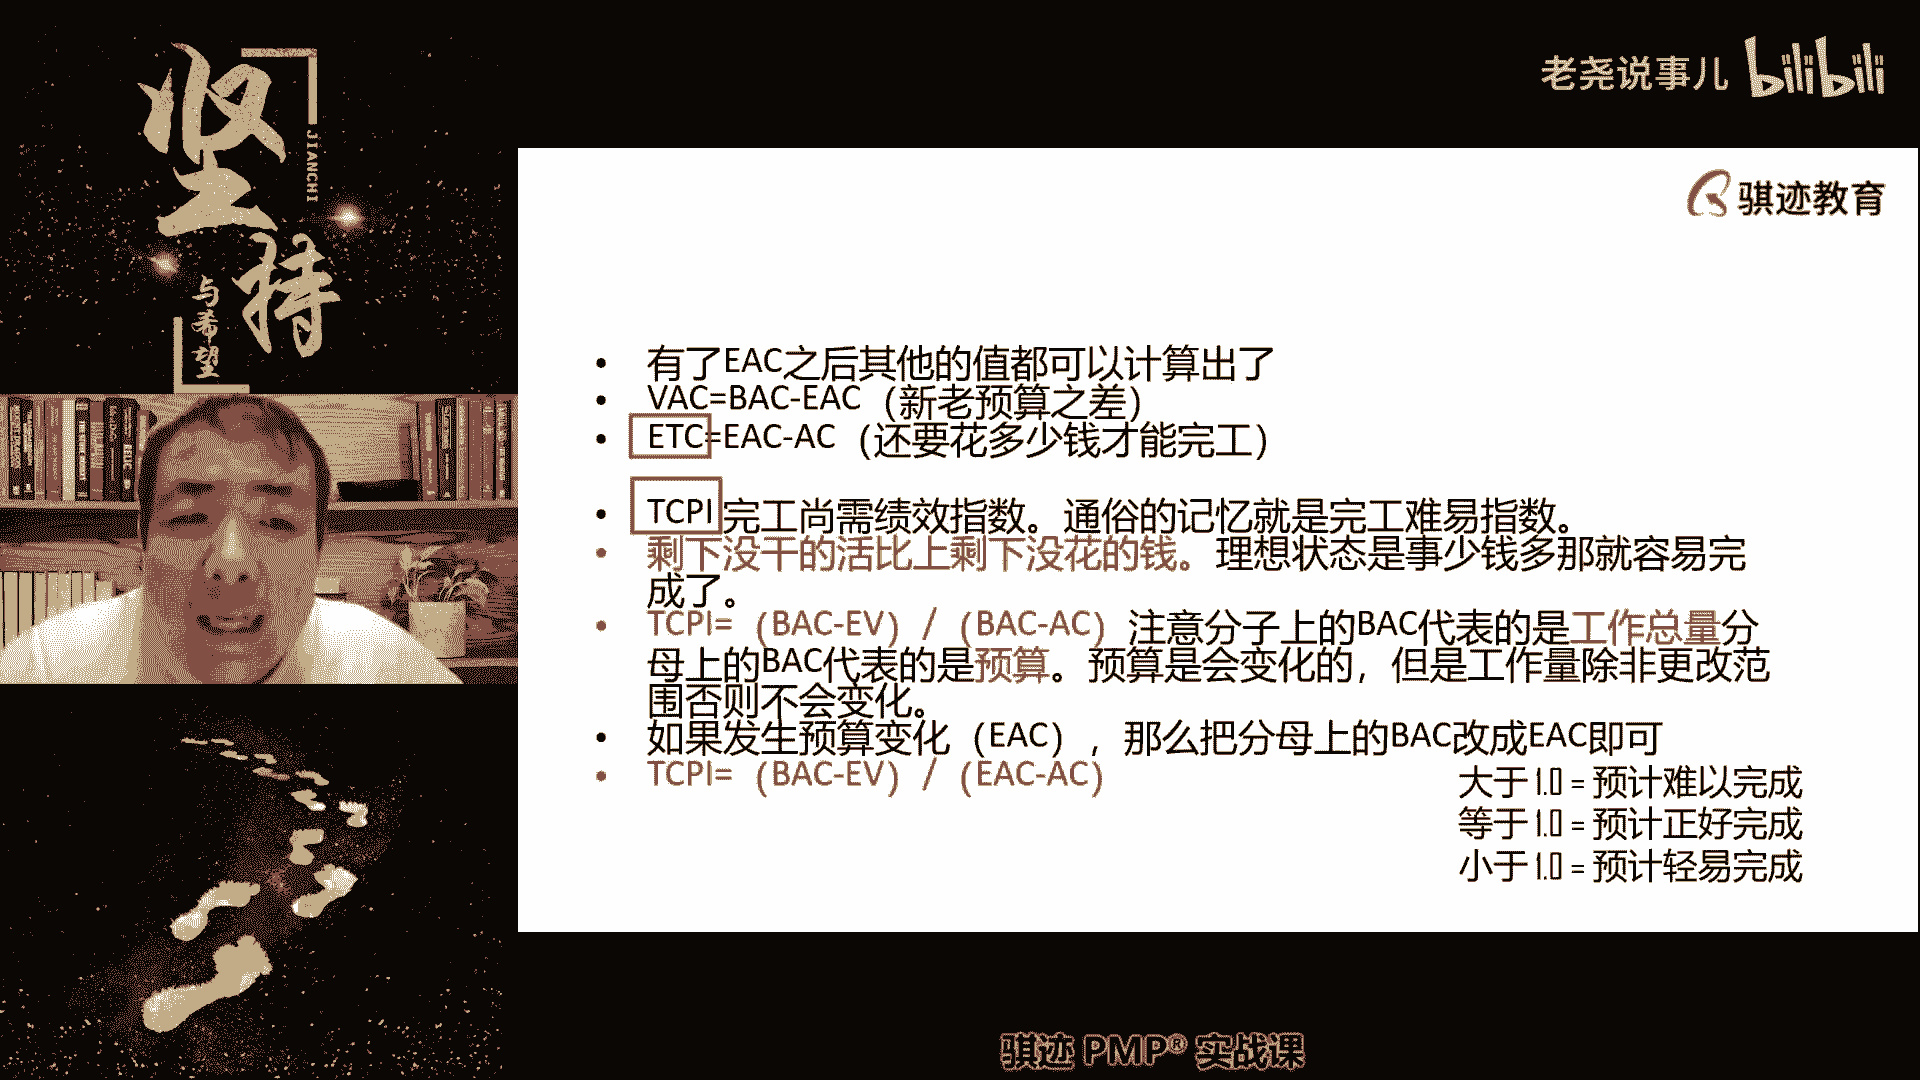 坚持
JIANCHI
与希望
老尧说事儿 bilibili
骐迹教育
• 有了EAC之后其他的值都可以计算出了
• VAC=BAC-EAC（新老预算之差）
• ETC=EAC-AC（还要花多少钱才能完工）
• TCPI完工尚需绩效指数。通俗的记忆就是完工难易指数。
• 剩下没干的活比上剩下没花的钱。理想状态是事少钱多那就容易完
成了。
• TCPI=（BAC-EV）/（BAC-AC）注意分子上的BAC代表的是工作总量分
母上的BAC代表的是预算。预算是会变化的，但是工作量除非更改范
围否则不会变化。
• 如果发生预算变化（EAC），那么把分母上的BAC改成EAC即可
• TCPI=（BAC-EV）/（EAC-AC）
大于1.0 = 预计难以完成
等于1.0 = 预计正好完成
小于1.0 = 预计轻易完成
骐迹 PMP® 实战课